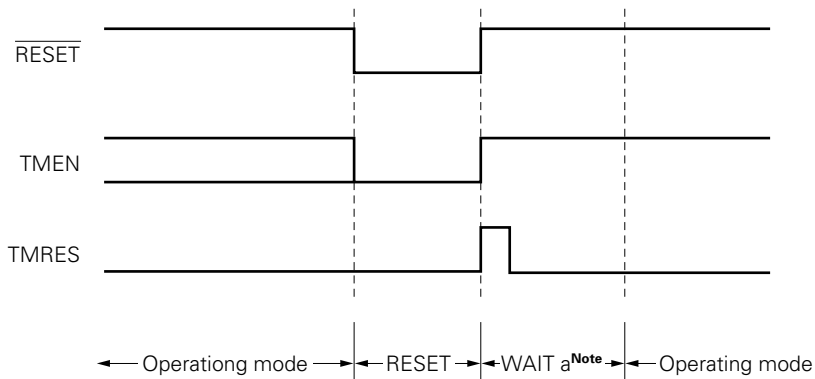 RESET
TMEN
TMRES
Operationg mode RESET WAIT aNote Operating mode